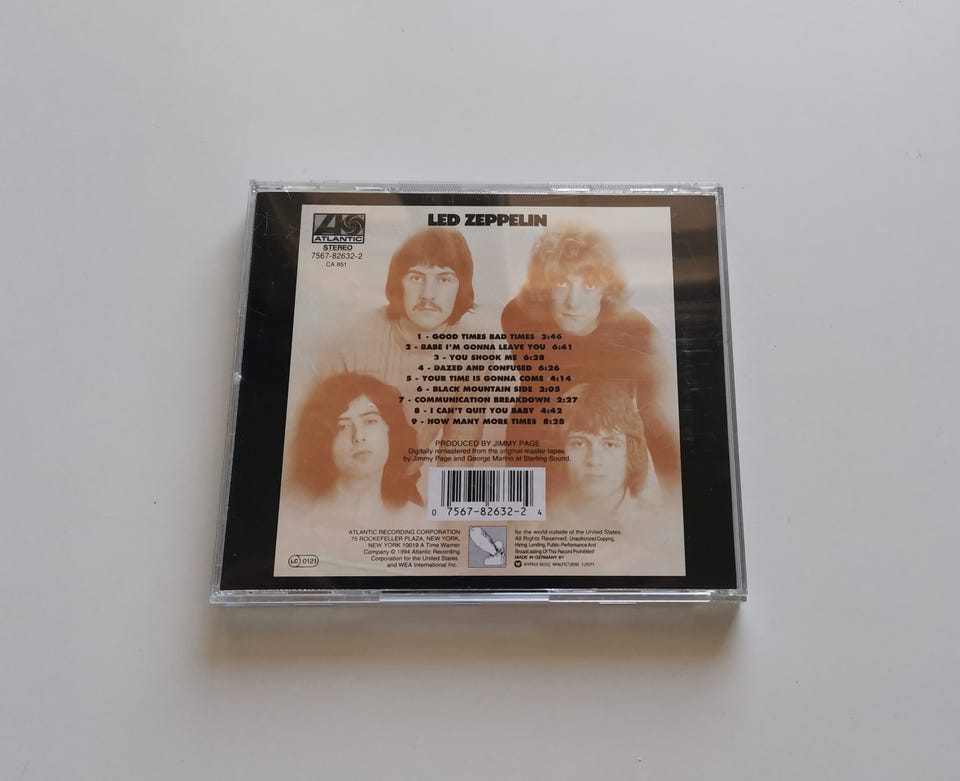 LED ZEPPELIN
ATLANTIC
STEREO
7567-82632-2
CA 851
1 - GOOD TIMES BAD TIMES 2:46
2 - BABE I'M GONNA LEAVE YOU 6:41
3 - YOU SHOOK ME 6:28
4 - DAZED AND CONFUSED 6:26
5 - YOUR TIME IS GONNA COME 4:14
6 - BLACK MOUNTAIN SIDE 2:05
7 - COMMUNICATION BREAKDOWN 2:27
8 - I CAN'T QUIT YOU BABY 4:42
9 - HOW MANY MORE TIMES 8:28
PRODUCED BY JIMMY PAGE
Digitally remastered from the original master tapes
by Jimmy Page and George Marino at Sterling Sound.
0 7567-82632-2 4
ATLANTIC RECORDING CORPORATION
75 ROCKEFELLER PLAZA, NEW YORK,
NEW YORK 10019 A Time Warner
Company © 1994 Atlantic Recording
Corporation for the United States
and WEA International Inc.
for the world outside of the United States.
All Rights Reserved. Unauthorized Copying,
Hiring, Lending, Public Performance And
Broadcasting Of This Record Prohibited!
MADE IN GERMANY BY
WARNER MUSIC MANUFACTURING EUROPE
LC 0121